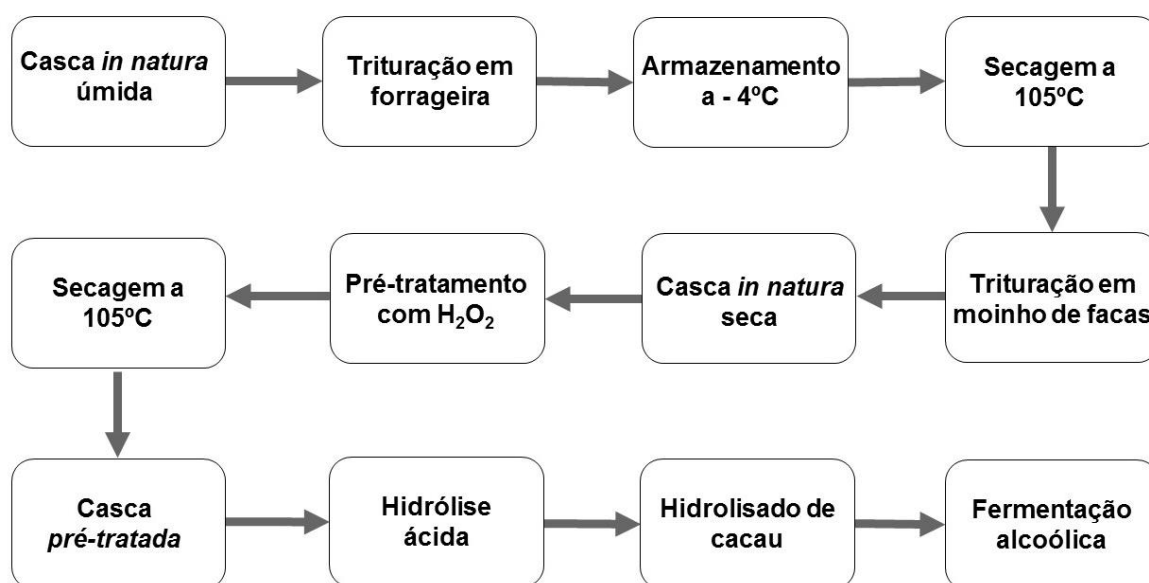 Casca in natura
úmida
Trituração em
forrageira
Armazenamento
a - 4ºC
Secagem a
105ºC
Trituração em
moinho de facas
Casca in natura
seca
Pré-tratamento
com H₂O₂
Secagem a
105ºC
Casca
pré-tratada
Hidrólise
ácida
Hidrolisado de
cacau
Fermentação
alcoólica